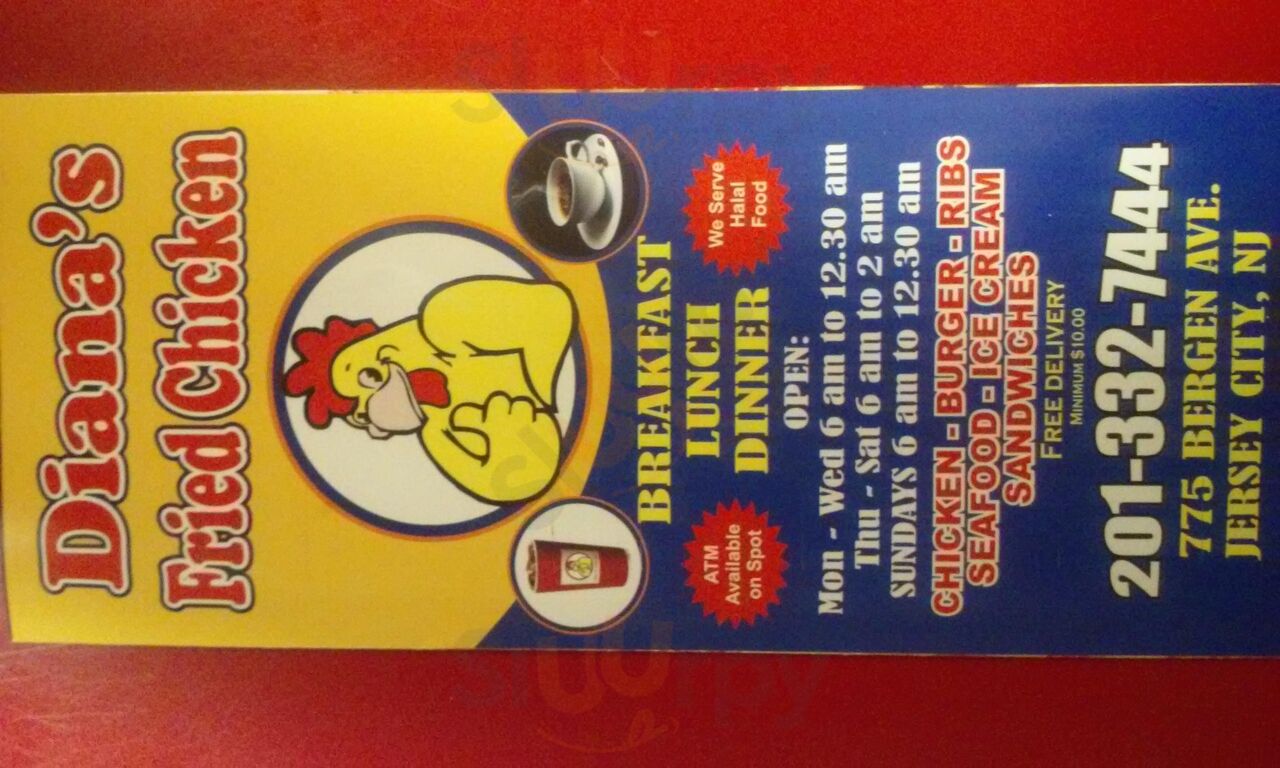 Diana's
Fried Chicken
BREAKFAST
LUNCH
DINNER
ATM
Available
on Spot
We Serve
Halal
Food
OPEN:
Mon - Wed 6 am to 12.30 am
Thu - Sat 6 am to 2 am
SUNDAYS 6 am to 12.30 am
CHICKEN - BURGER - RIBS
SEAFOOD - ICE CREAM
SANDWICHES
FREE DELIVERY
MINIMUM $10.00
201-332-7444
775 BERGEN AVE.
JERSEY CITY, NJ
sluurpy
sluurpy
sluurpy